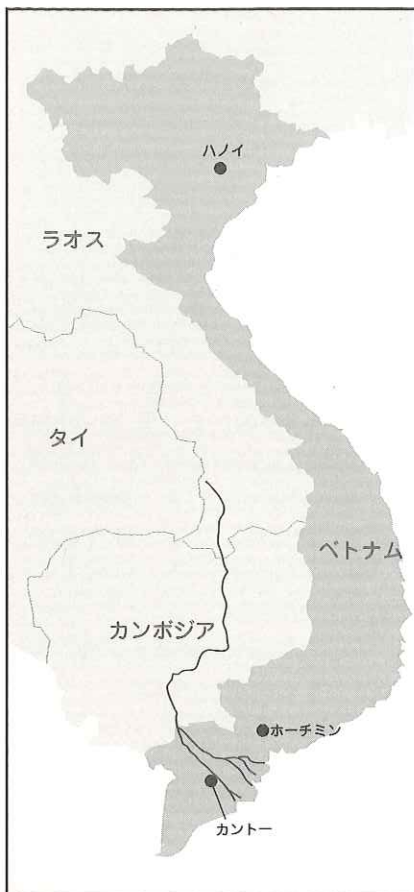 ハノイ
ラオス
タイ
ベトナム
カンボジア
ホーチミン
カントー